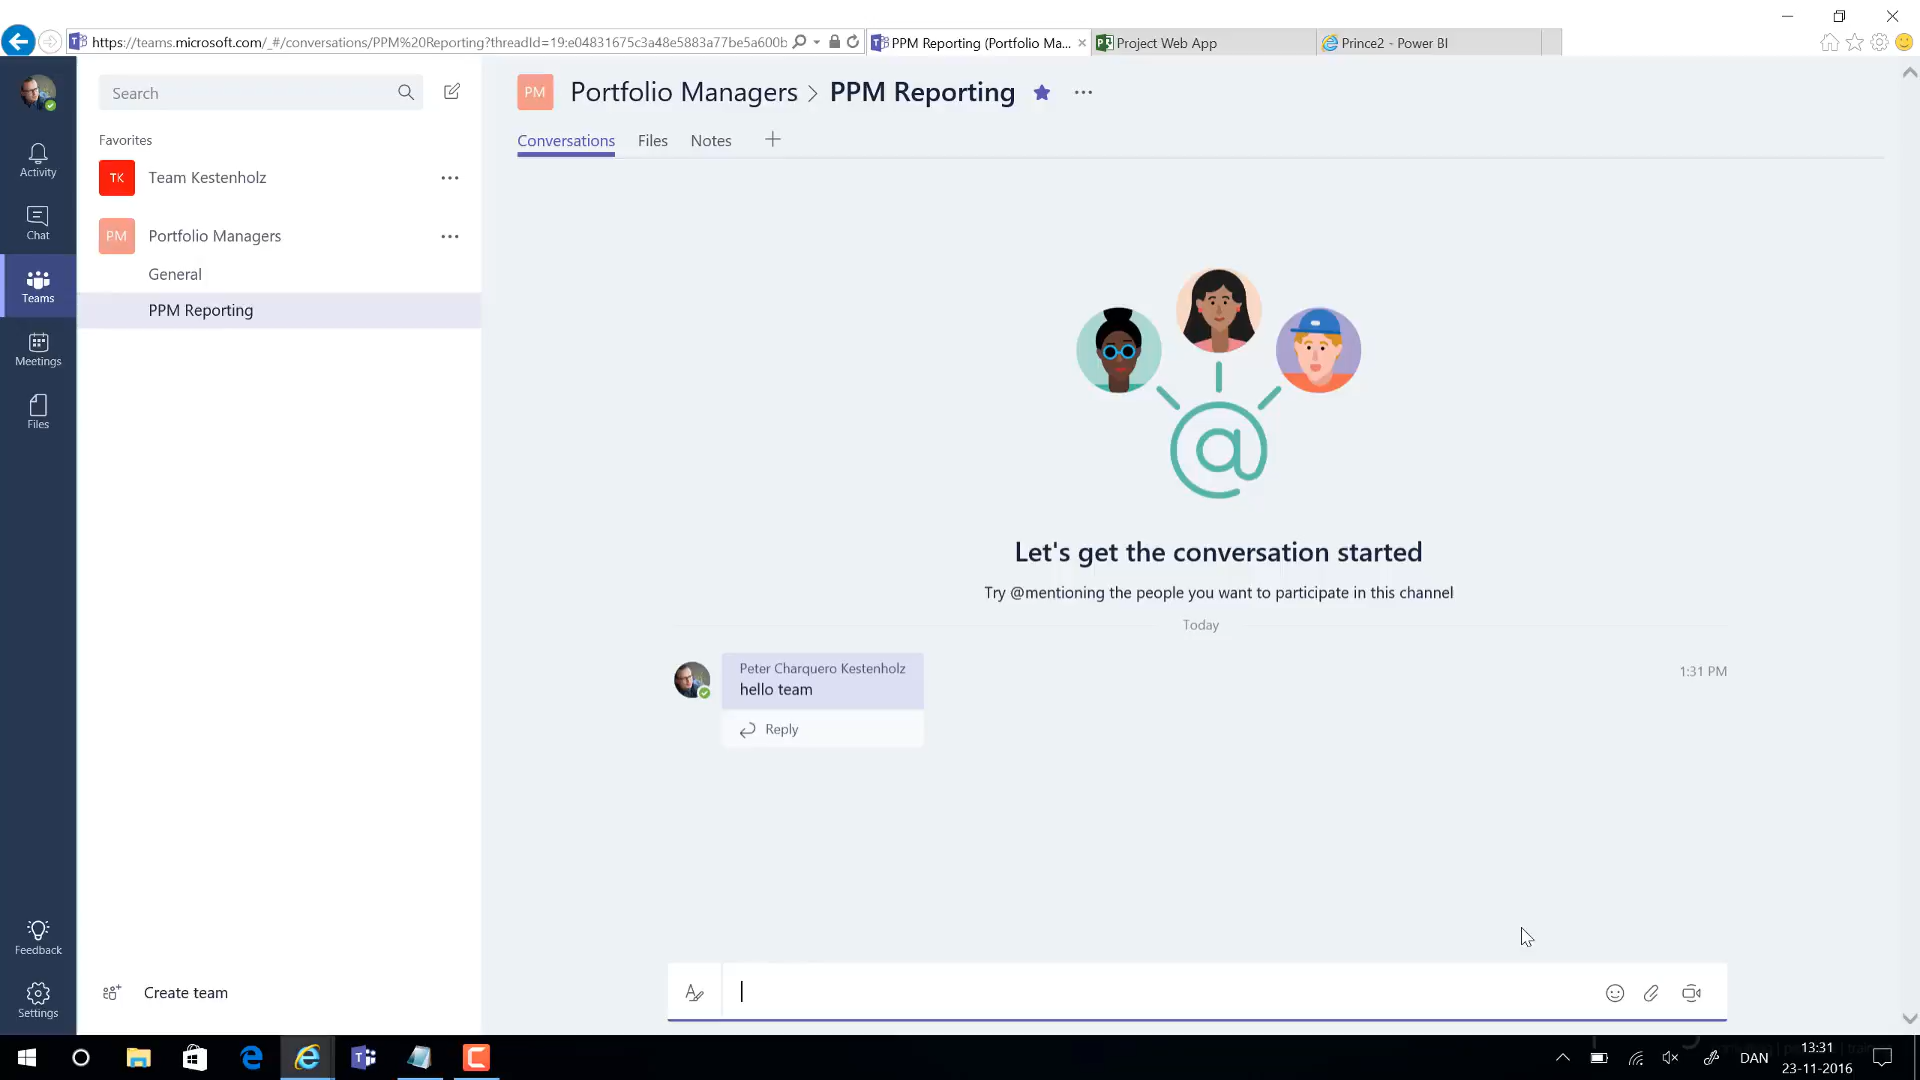 https://teams.microsoft.com/_#/conversations/PPM%20Reporting?threadId=19:e04831675c3a48e5883a77be5a600b
PPM Reporting (Portfolio Ma...
Project Web App
Prince2 - Power BI
Search
PM
Portfolio Managers > PPM Reporting
Conversations
Files
Notes
Activity
Chat
Teams
Meetings
Files
Feedback
Settings
Favorites
TK
Team Kestenholz
PM
Portfolio Managers
General
PPM Reporting
Create team
Let's get the conversation started
Try @mentioning the people you want to participate in this channel
Today
Peter Charquero Kestenholz
1:31 PM
hello team
Reply
DAN
13:31
23-11-2016